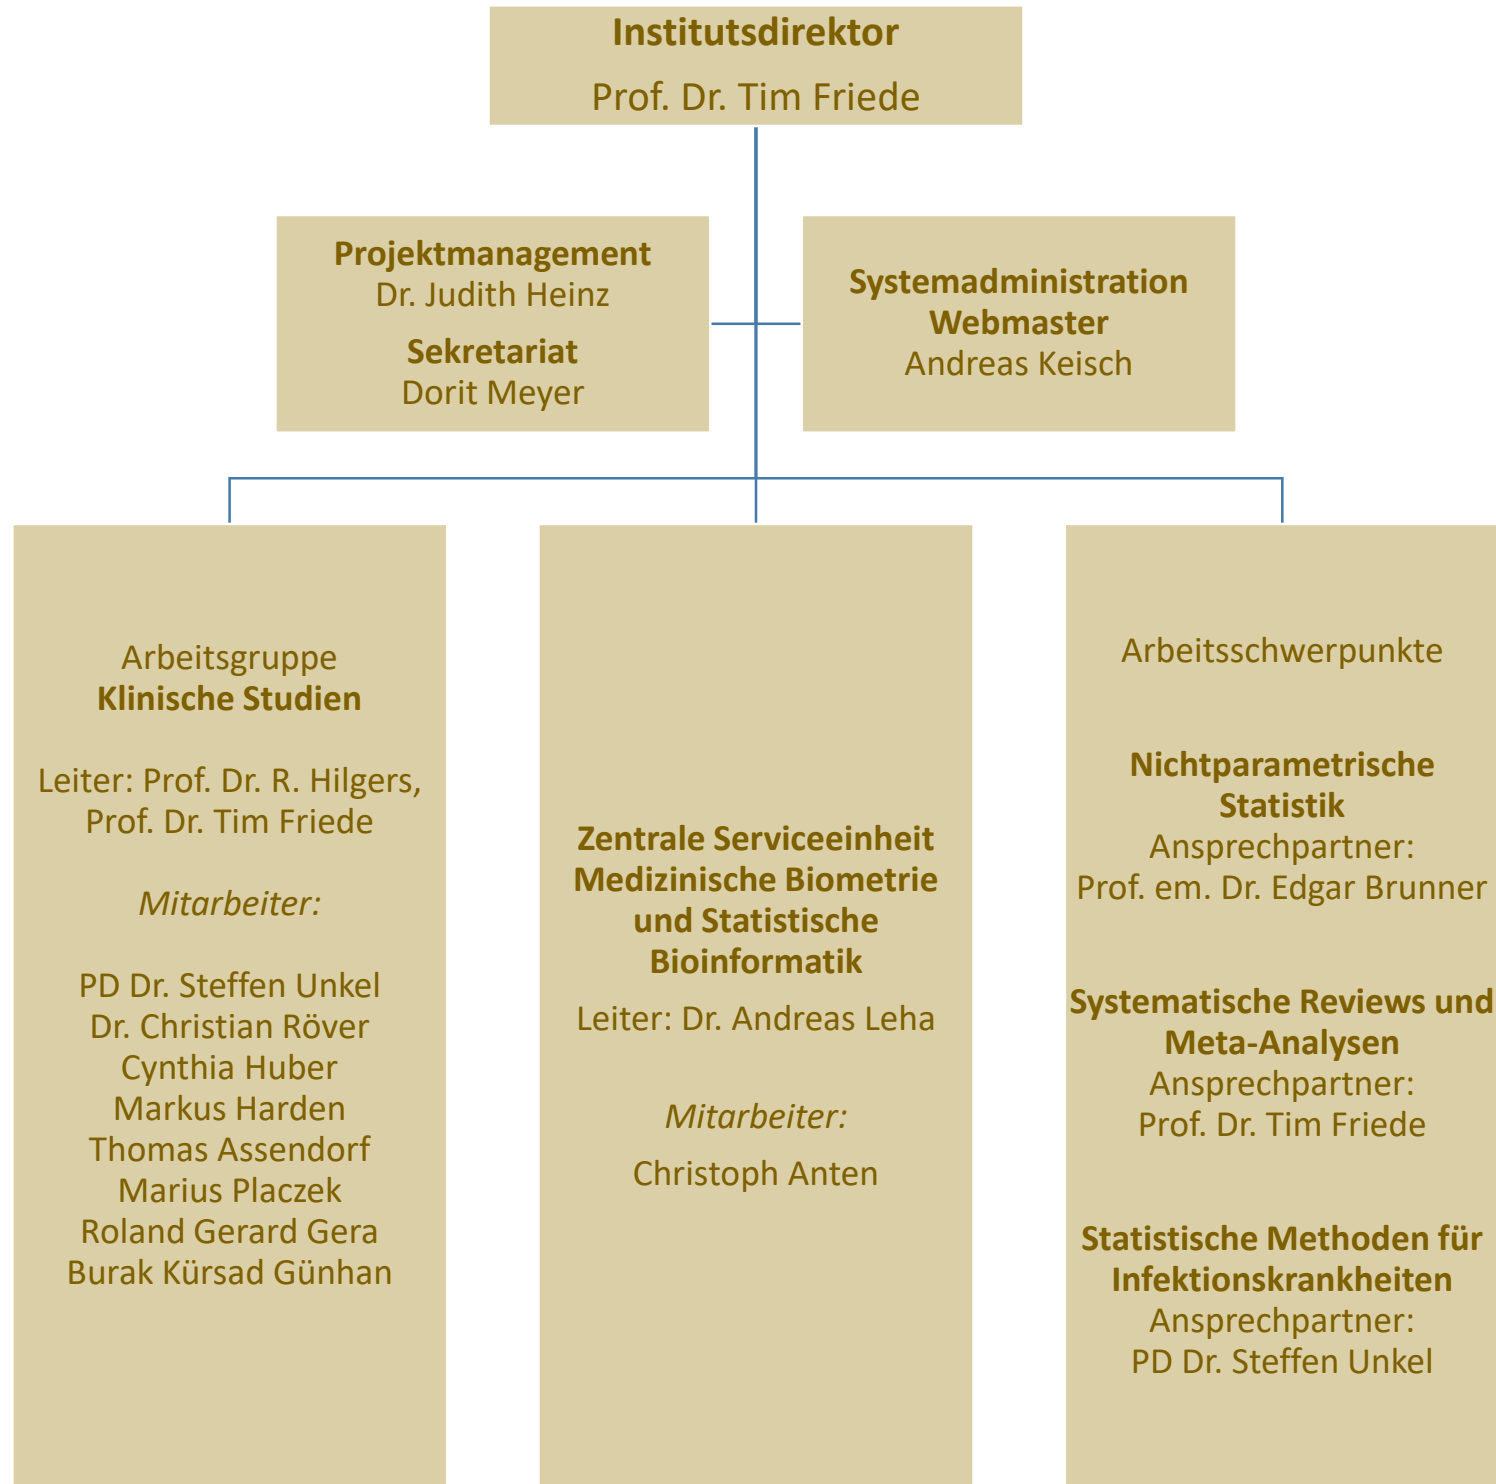 Institutsdirektor
Prof. Dr. Tim Friede
Projektmanagement
Dr. Judith Heinz
Sekretariat
Dorit Meyer
Systemadministration
Webmaster
Andreas Keisch
Arbeitsgruppe
Klinische Studien
Leiter: Prof. Dr. R. Hilgers,
Prof. Dr. Tim Friede
Mitarbeiter:
PD Dr. Steffen Unkel
Dr. Christian Röver
Cynthia Huber
Markus Harden
Thomas Assendorf
Marius Placzek
Roland Gerard Gera
Burak Kürsad Günhan
Zentrale Serviceeinheit
Medizinische Biometrie
und Statistische
Bioinformatik
Leiter: Dr. Andreas Leha
Mitarbeiter:
Christoph Anten
Arbeitsschwerpunkte
Nichtparametrische
Statistik
Ansprechpartner:
Prof. em. Dr. Edgar Brunner
Systematische Reviews und
Meta-Analysen
Ansprechpartner:
Prof. Dr. Tim Friede
Statistische Methoden für
Infektionskrankheiten
Ansprechpartner:
PD Dr. Steffen Unkel